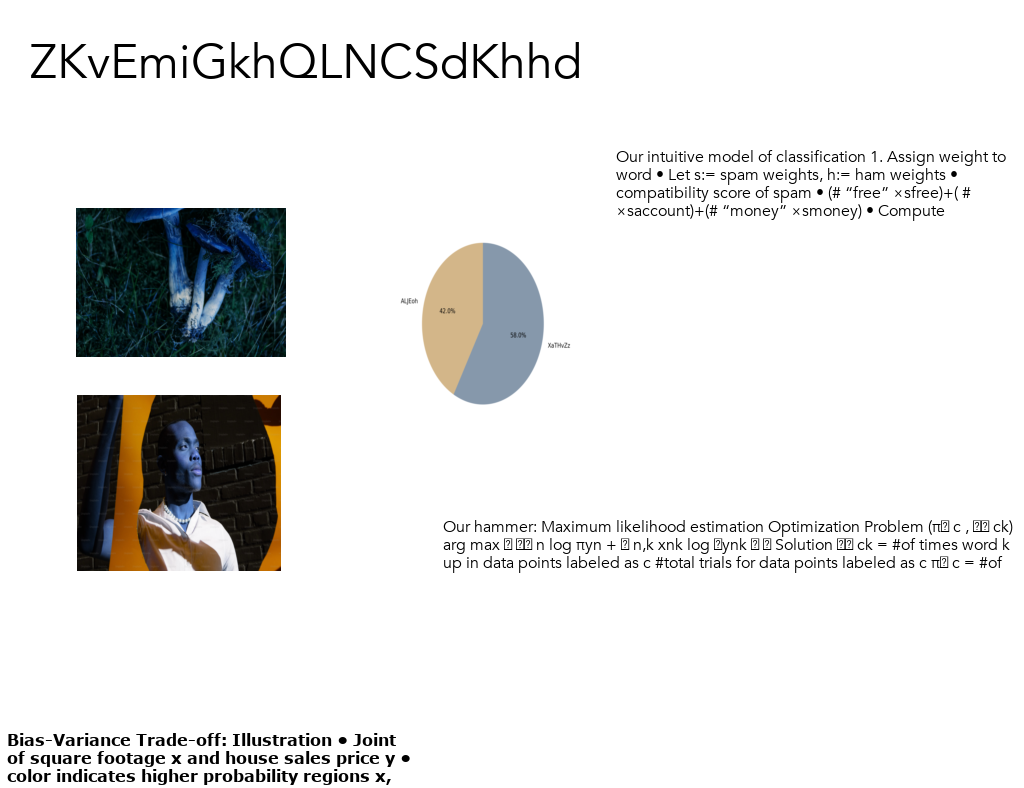 ZKvEmiGkhQLNCSdKhhd
Our intuitive model of classification 1. Assign weight to
word • Let s:= spam weights, h:= ham weights •
compatibility score of spam • (# “free” ×sfree)+( #
×saccount)+(# “money” ×smoney) • Compute
ALJEoh
42.0%
58.0%
XaTHvZz
Our hammer: Maximum likelihood estimation Optimization Problem (π c , ck)
arg max n log πyn + n,k xnk log ynk Solution ck = #of times word k
up in data points labeled as c #total trials for data points labeled as c π c = #of
Bias-Variance Trade-off: Illustration • Joint
of square footage x and house sales price y •
color indicates higher probability regions x,